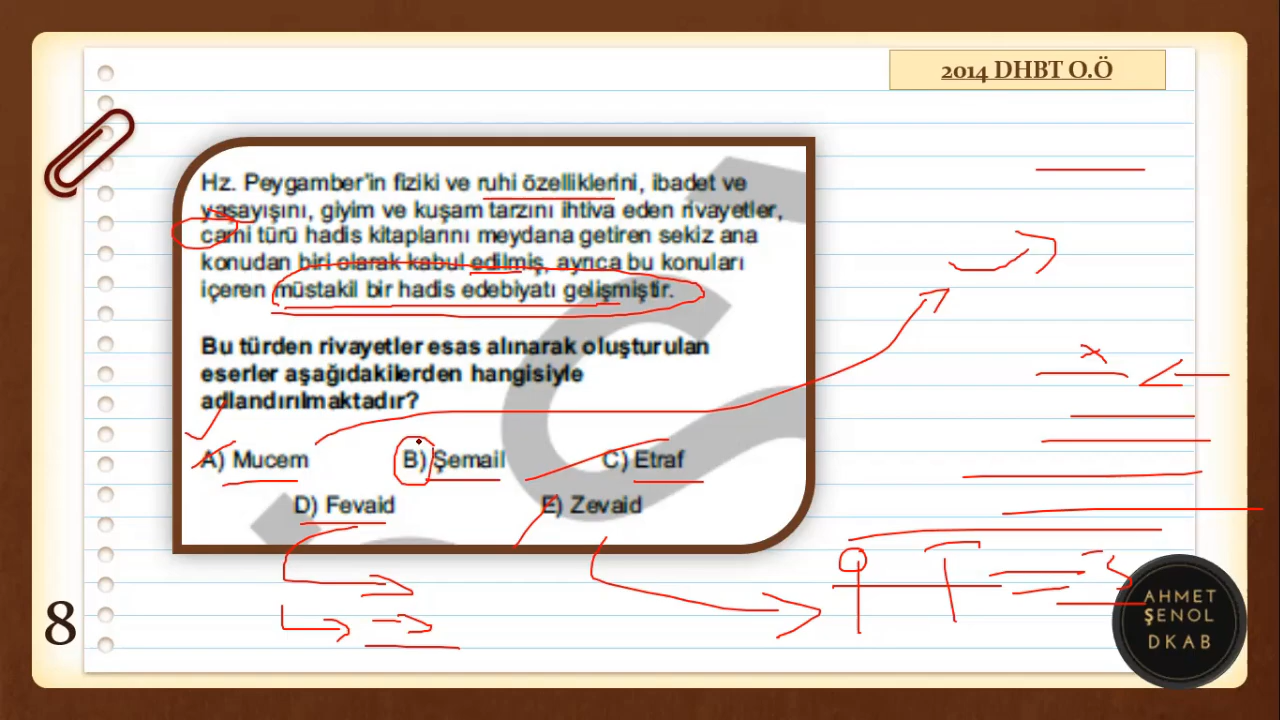 2014 DHBT O.Ö
Hz. Peygamber'in fiziki ve ruhi özelliklerini, ibadet ve
yaşayışını, giyim ve kuşam tarzını ihtiva eden rivayetler,
cami türü hadis kitaplarını meydana getiren sekiz ana
konudan biri olarak kabul edilmiş, ayrıca bu konuları
içeren müstakil bir hadis edebiyatı gelişmiştir.
Bu türden rivayetler esas alınarak oluşturulan
eserler aşağıdakilerden hangisiyle
adlandırılmaktadır?
A) Mucem B) Şemail C) Etraf
D) Fevaid E) Zevaid
8
AHMET
ŞENOL
DKAB